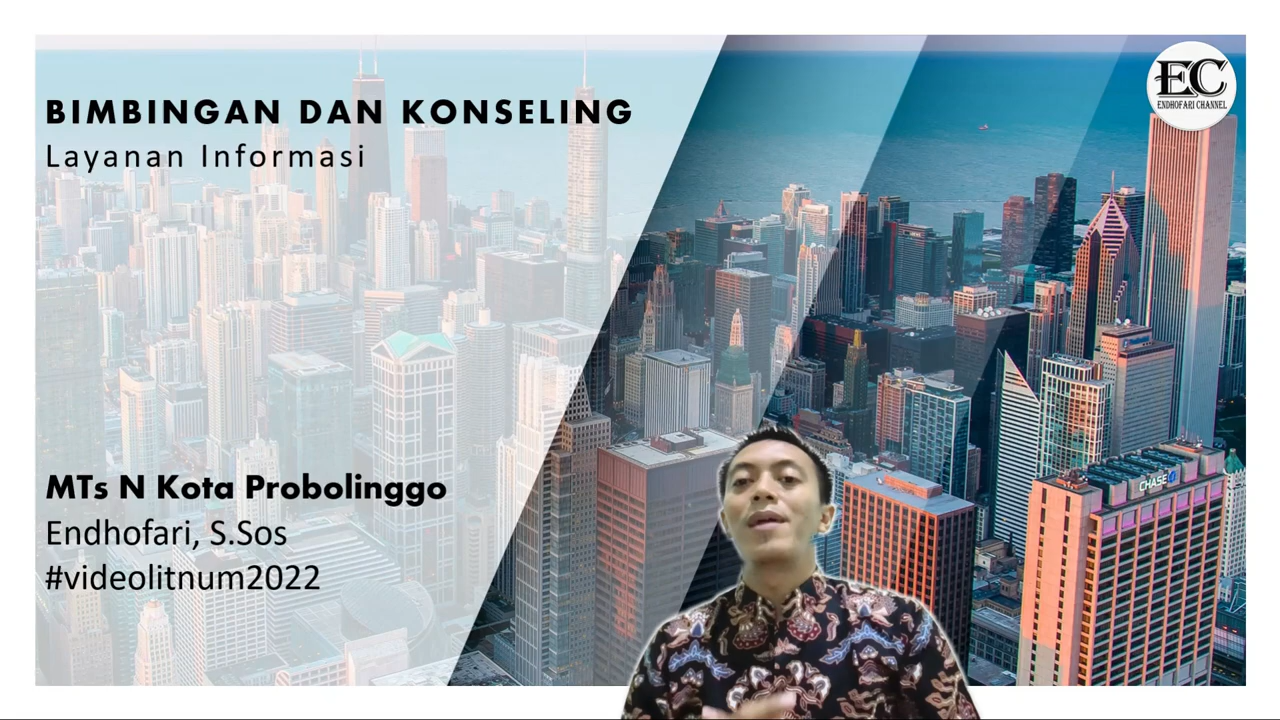 BIMBINGAN DAN KONSELING
Layanan Informasi
EC
ENDHOFARI CHANNEL
CHASE
MTs N Kota Probolinggo
Endhofari, S.Sos
#videolitnum2022